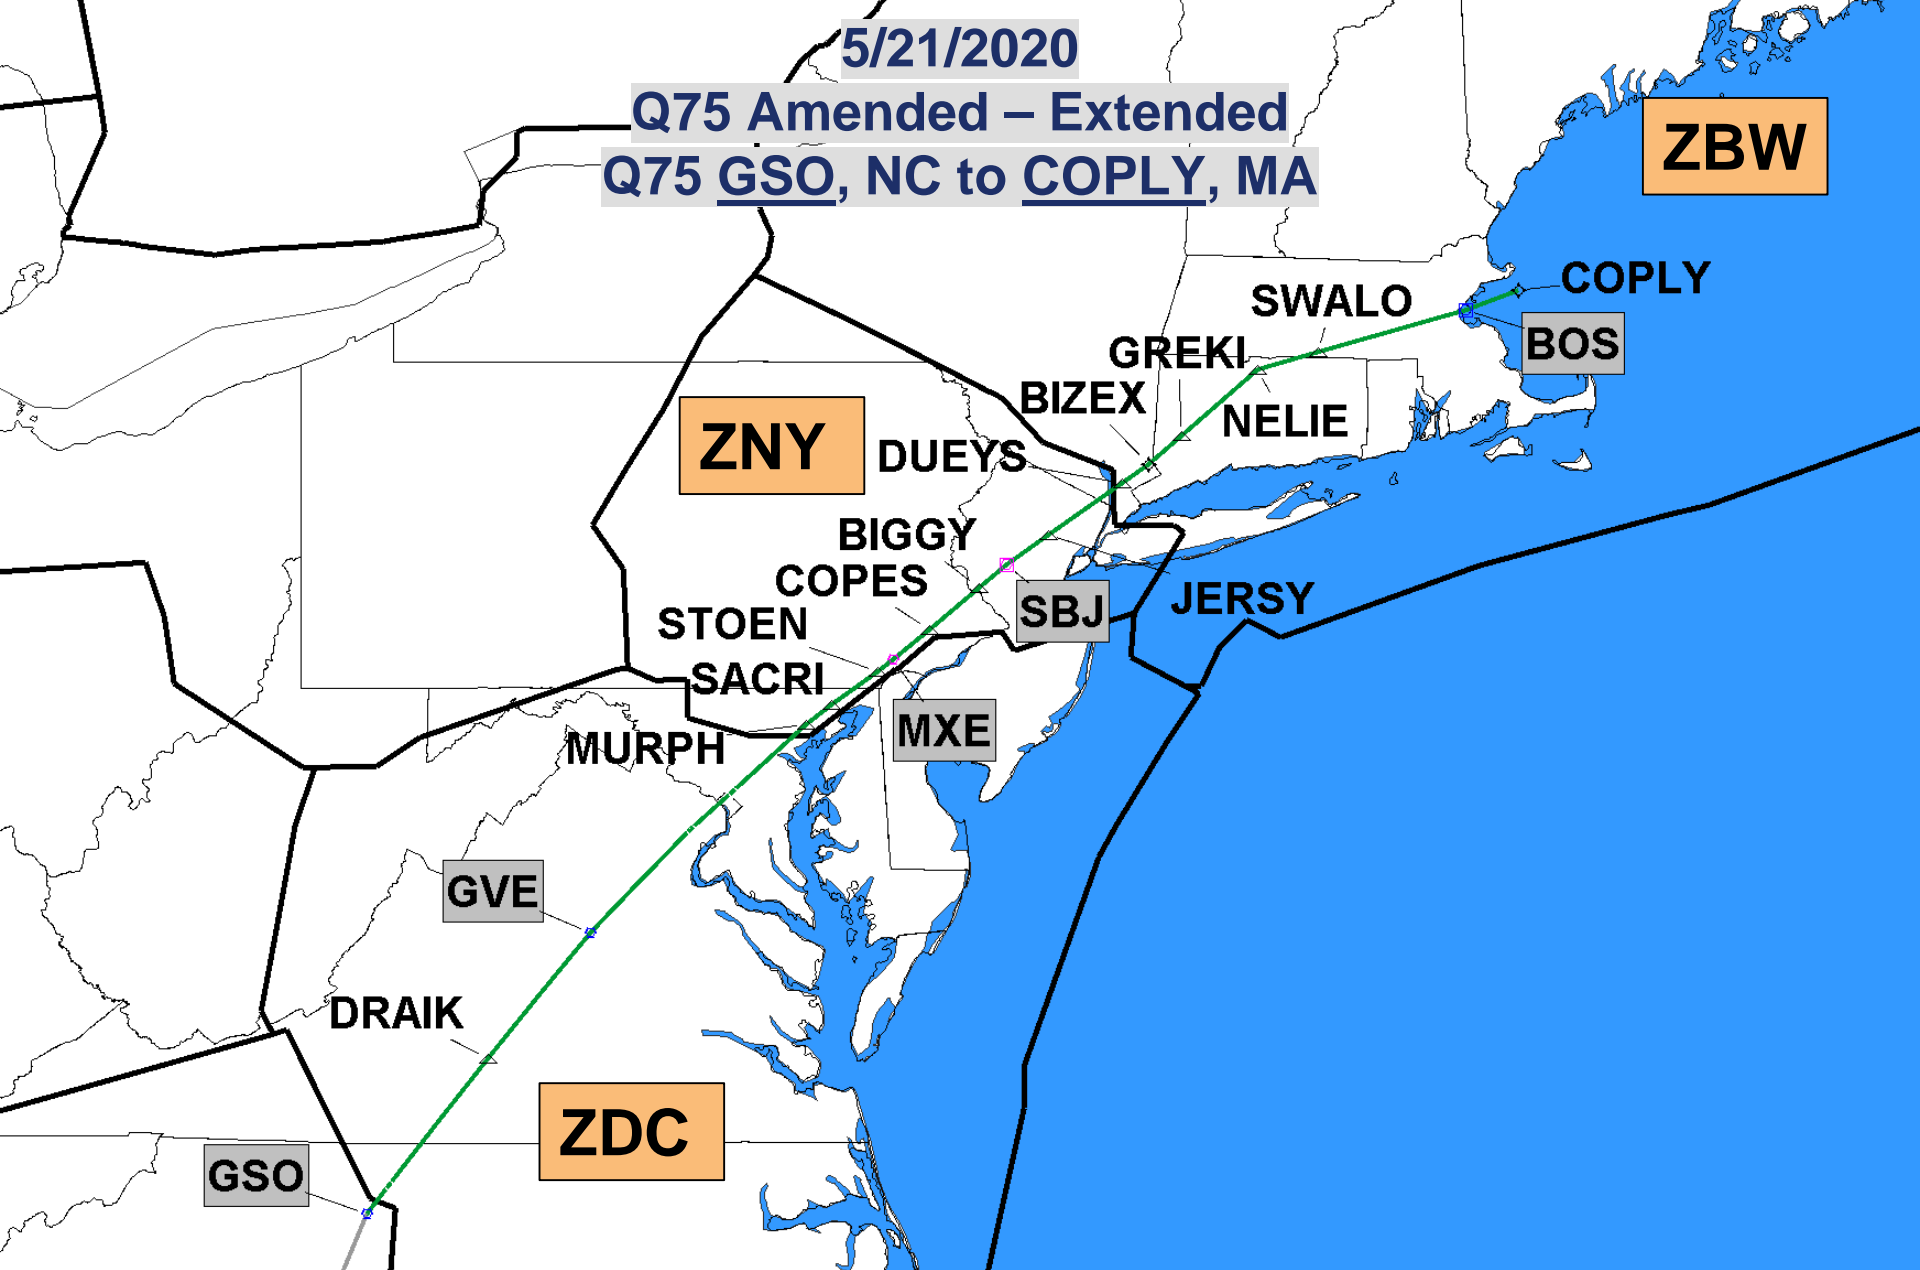 5/21/2020
Q75 Amended – Extended
Q75 GSO, NC to COPLY, MA
ZBW
COPLY
SWALO
BOS
GREKI
BIZEX
NELIE
ZNY
DUEYS
BIGGY
COPES
JERSY
SBJ
STOEN
SACRI
MXE
MURPH
GVE
DRAIK
ZDC
GSO